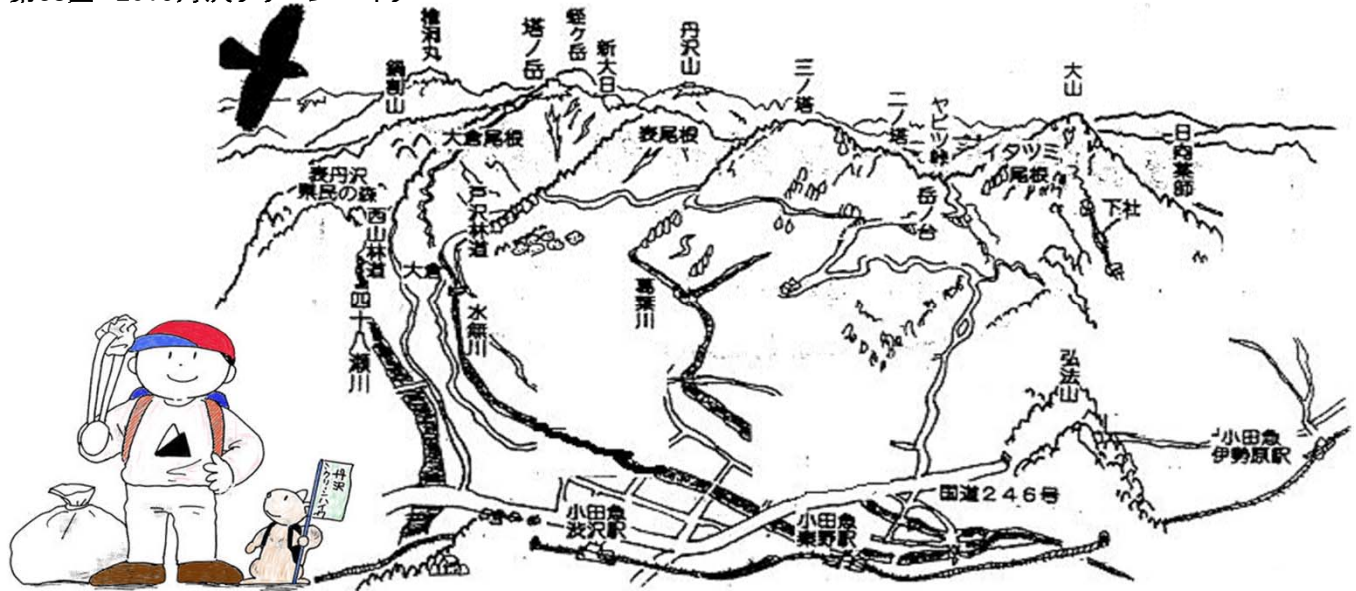 檜洞丸
鍋割山
塔ノ岳
蛭ケ岳
新大日
丹沢山
三ノ塔
二ノ塔
ヤビツ峠
大山
日向薬師
大倉尾根
表尾根
イタツミ
尾根
岳ノ台
下社
表丹沢
県民の森
西山林道
戸沢林道
大倉
四十八瀬川
水無川
葛葉川
弘法山
小田急
伊勢原駅
国道246号
小田急
渋沢駅
小田急
秦野駅
丹沢